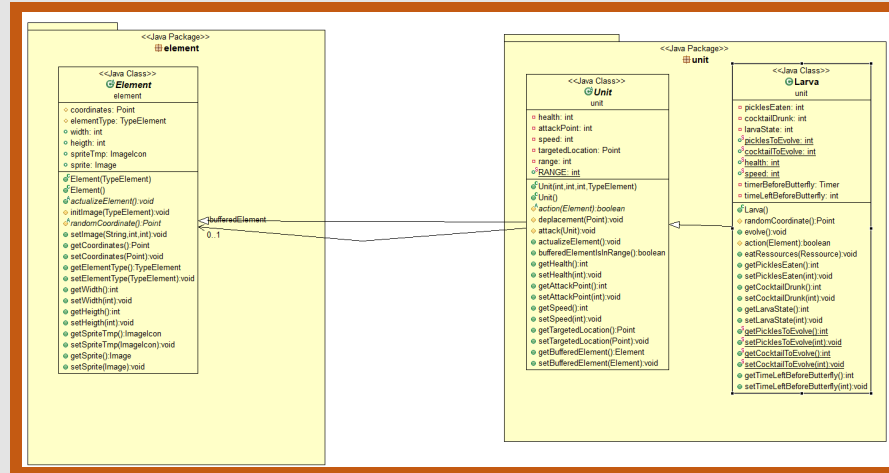 <<Java Package>>
element
<<Java Class>>
Element
element
coordinates: Point
elementType: TypeElement
width: int
heigth: int
spriteTmp: ImageIcon
sprite: Image
Element(TypeElement)
Element()
actualizeElement():void
initImage(TypeElement):void
randomCoordinate():Point
setImage(String,int,int):void
getCoordinates():Point
setCoordinates(Point):void
getElementType():TypeElement
setElementType(TypeElement):void
getWidth():int
setWidth(int):void
getHeigth():int
setHeigth(int):void
getSpriteTmp():ImageIcon
setSpriteTmp(ImageIcon):void
getSprite():Image
setSprite(Image):void
bufferedElement
0..1
<<Java Package>>
unit
<<Java Class>>
Unit
unit
health: int
attackPoint: int
speed: int
targetedLocation: Point
range: int
RANGE: int
Unit(int,int,int,TypeElement)
Unit()
action(Element):boolean
deplacement(Point):void
attack(Unit):void
actualizeElement():void
bufferedElementIsInRange():boolean
getHealth():int
setHealth(int):void
getAttackPoint():int
setAttackPoint(int):void
getSpeed():int
setSpeed(int):void
getTargetedLocation():Point
setTargetedLocation(Point):void
getBufferedElement():Element
setBufferedElement(Element):void
<<Java Class>>
Larva
unit
picklesEaten: int
cocktailDrunk: int
larvaState: int
picklesToEvolve: int
cocktailToEvolve: int
health: int
speed: int
timerBeforeButterfly: Timer
timeLeftBeforeButterfly: int
Larva()
randomCoordinate():Point
evolve():void
action(Element):boolean
eatRessources(Ressource):void
getPicklesEaten():int
setPicklesEaten(int):void
getCocktailDrunk():int
setCocktailDrunk(int):void
getLarvaState():int
setLarvaState(int):void
getPicklesToEvolve():int
setPicklesToEvolve(int):void
getCocktailToEvolve():int
setCocktailToEvolve(int):void
getTimeLeftBeforeButterfly():int
setTimeLeftBeforeButterfly(int):void